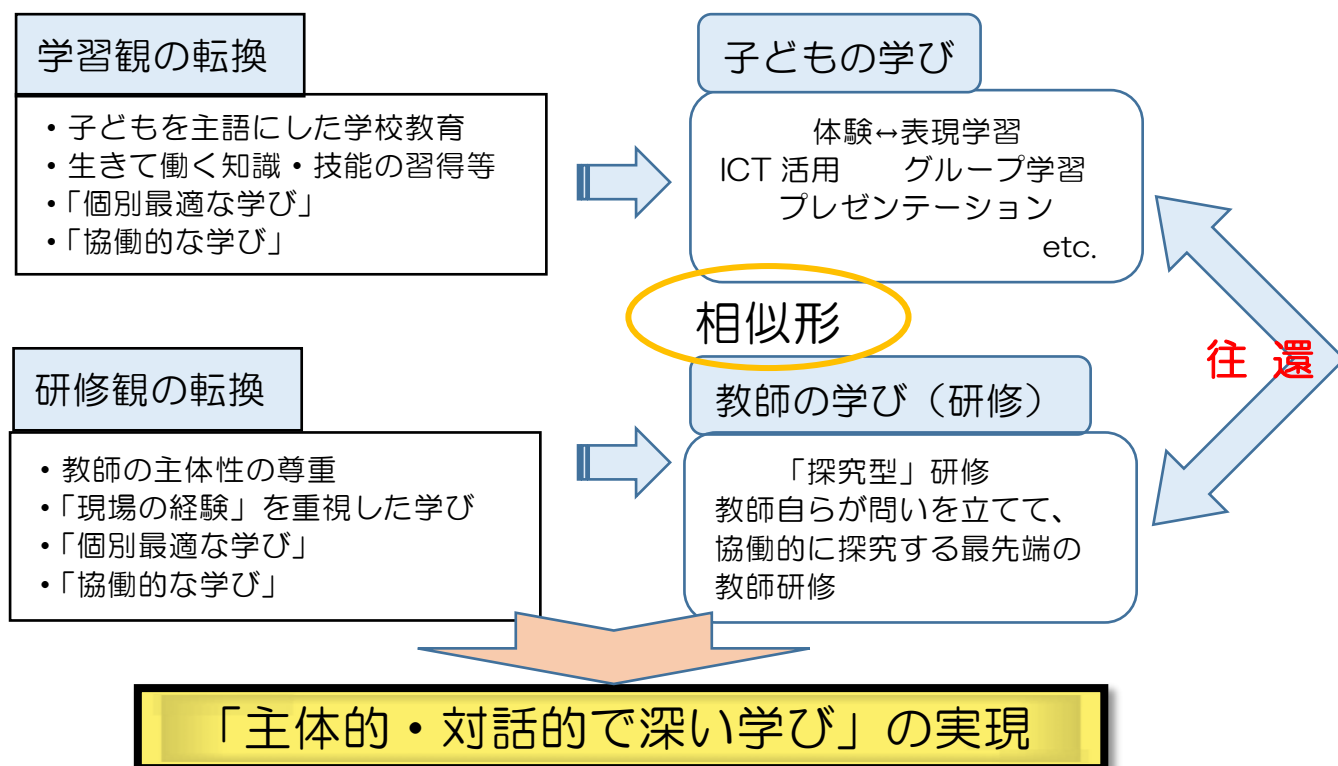 学習観の転換
・子どもを主語にした学校教育
・生きて働く知識・技能の習得等
・「個別最適な学び」
・「協働的な学び」
子どもの学び
体験↔表現学習
ICT 活用　　グループ学習
プレゼンテーション
etc.
相似形
往 還
研修観の転換
・教師の主体性の尊重
・「現場の経験」を重視した学び
・「個別最適な学び」
・「協働的な学び」
教師の学び（研修）
「探究型」研修
教師自らが問いを立てて、
協働的に探究する最先端の
教師研修
「主体的・対話的で深い学び」の実現